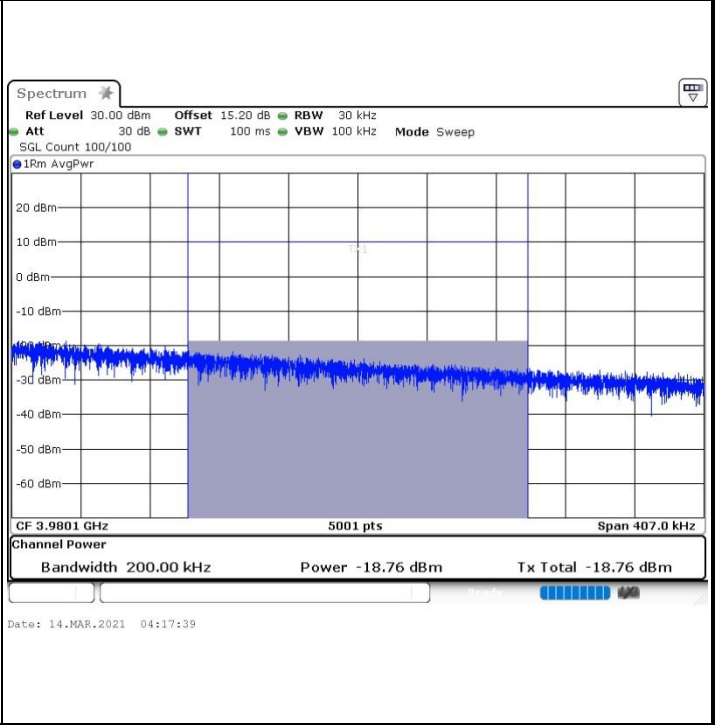 Spectrum
Ref Level 30.00 dBm Offset 15.20 dB RBW 30 kHz
Att 30 dB SWT 100 ms VBW 100 kHz Mode Sweep
SGL Count 100/100
1Rm AvgPwr
20 dBm
10 dBm
TX1
0 dBm
-10 dBm
-20 dBm
-30 dBm
-40 dBm
-50 dBm
-60 dBm
CF 3.9801 GHz 5001 pts Span 407.0 kHz
Channel Power
Bandwidth 200.00 kHz Power -18.76 dBm Tx Total -18.76 dBm
Ready
Date: 14.MAR.2021 04:17:39